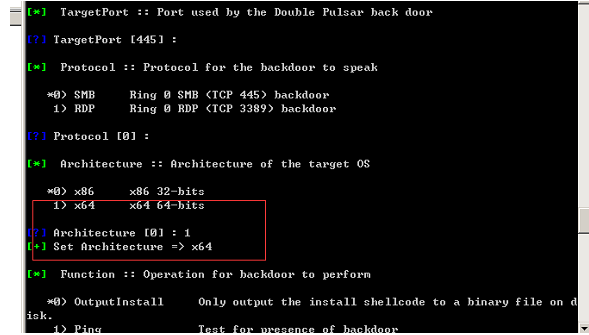 [*] TargetPort :: Port used by the Double Pulsar back door
[?] TargetPort [445] :
[*] Protocol :: Protocol for the backdoor to speak
*0) SMB Ring 0 SMB (TCP 445) backdoor
1) RDP Ring 0 RDP (TCP 3389) backdoor
[?] Protocol [0] :
[*] Architecture :: Architecture of the target OS
*0) x86 x86 32-bits
1) x64 x64 64-bits
[?] Architecture [0] : 1
[+] Set Architecture => x64
[*] Function :: Operation for backdoor to perform
*0) OutputInstall Only output the install shellcode to a binary file on d
isk.
1) Ping Test for presence of backdoor